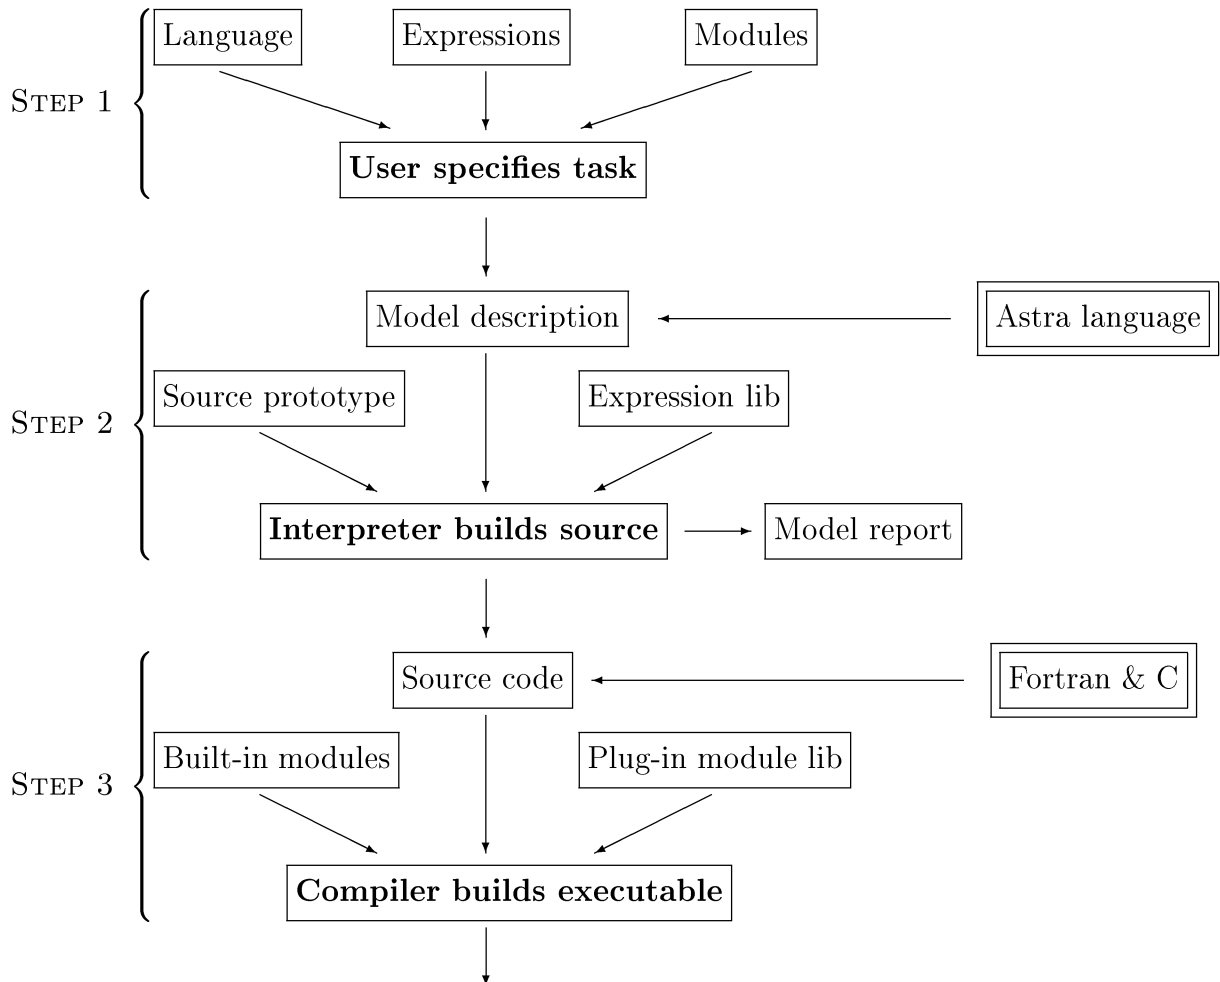 Language
Expressions
Modules
STEP 1
User specifies task
Model description
Astra language
Source prototype
Expression lib
STEP 2
Interpreter builds source
Model report
Source code
Fortran & C
Built-in modules
Plug-in module lib
STEP 3
Compiler builds executable